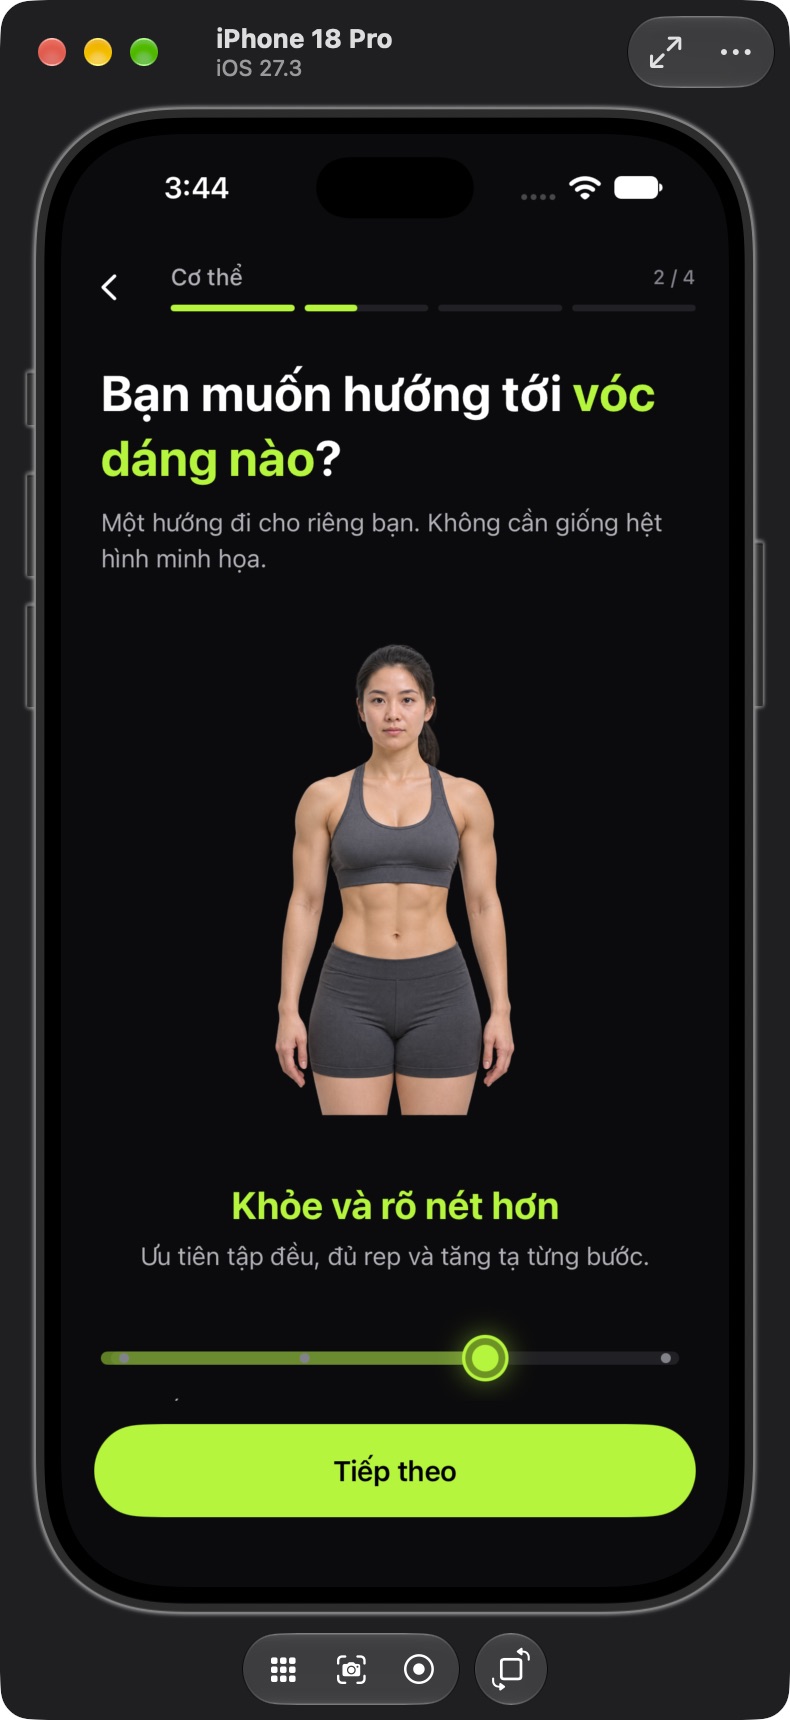 iPhone 18 Pro
iOS 27.3
3:44
Cơ thể
2 / 4
Bạn muốn hướng tới vóc
dáng nào?
Một hướng đi cho riêng bạn. Không cần giống hệt
hình minh họa.
Khỏe và rõ nét hơn
Ưu tiên tập đều, đủ rep và tăng tạ từng bước.
Tiếp theo